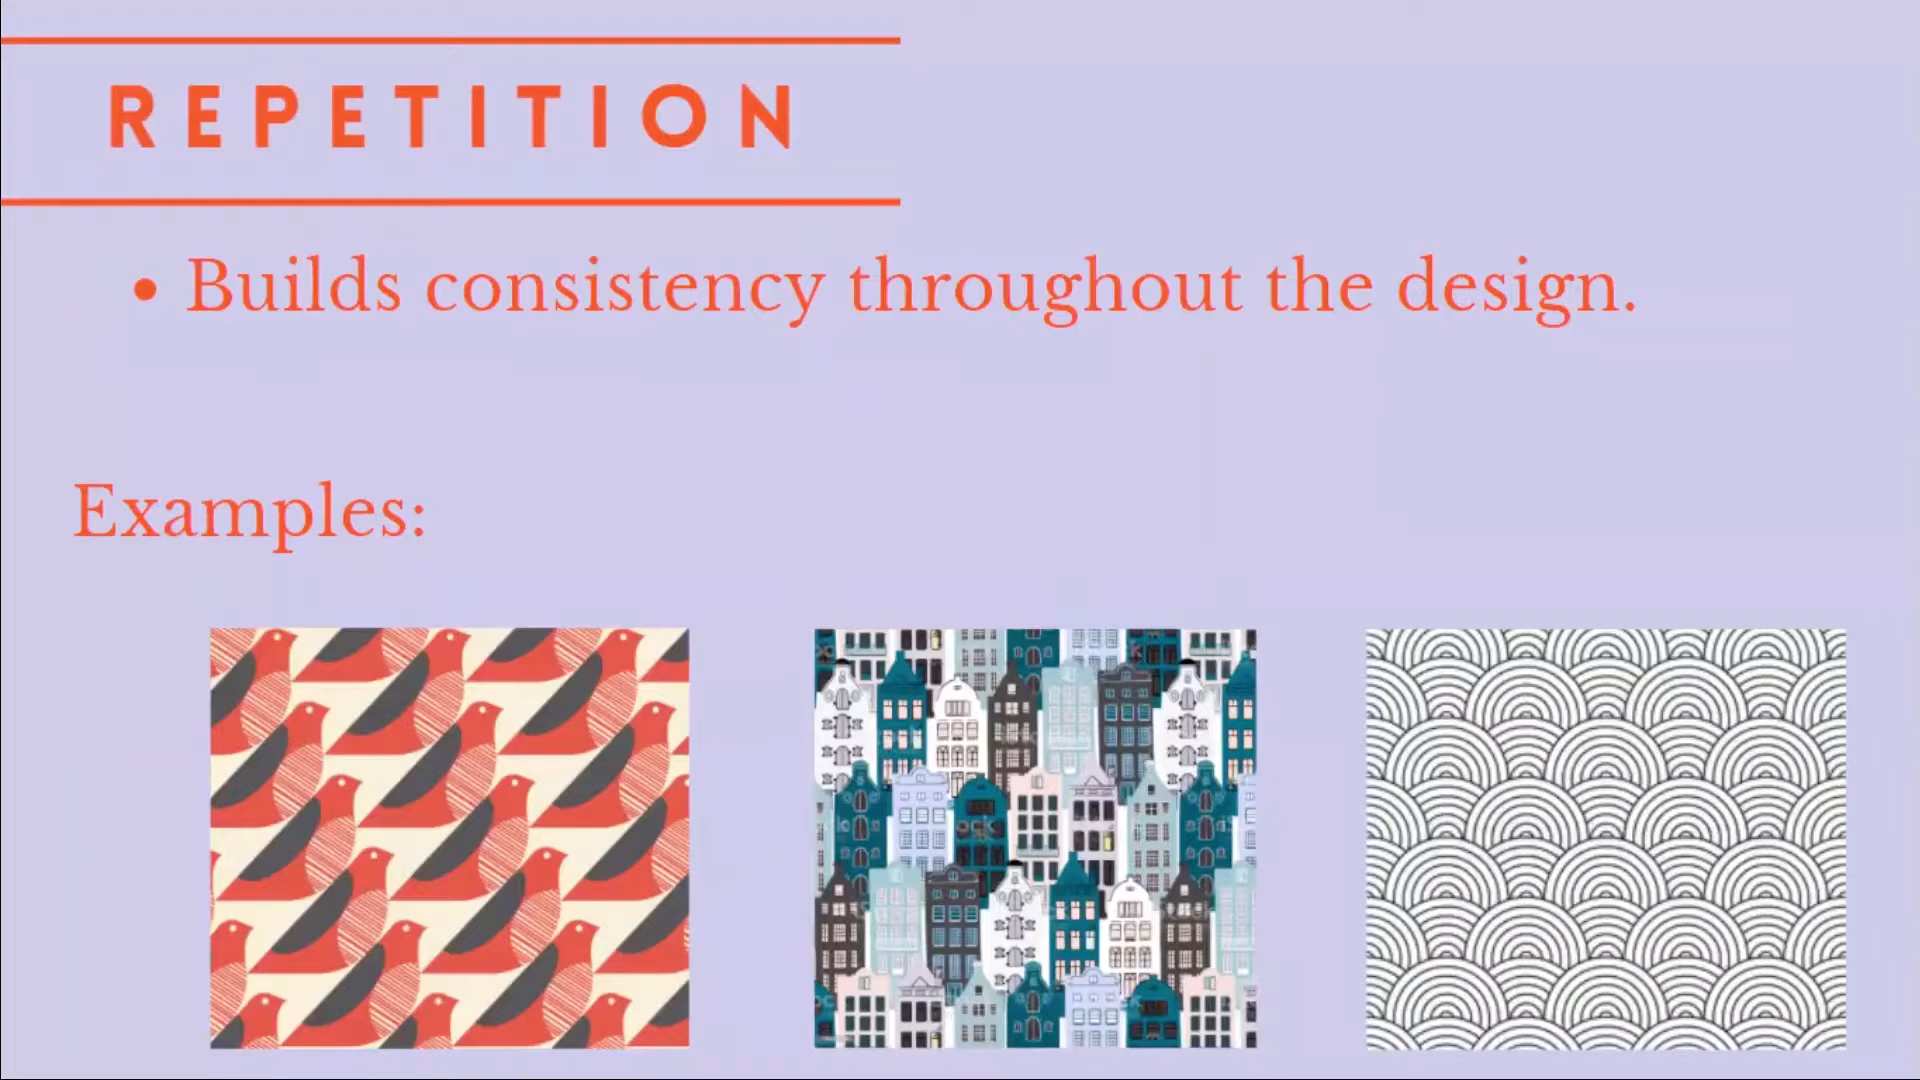 REPETITION
• Builds consistency throughout the design.
Examples: